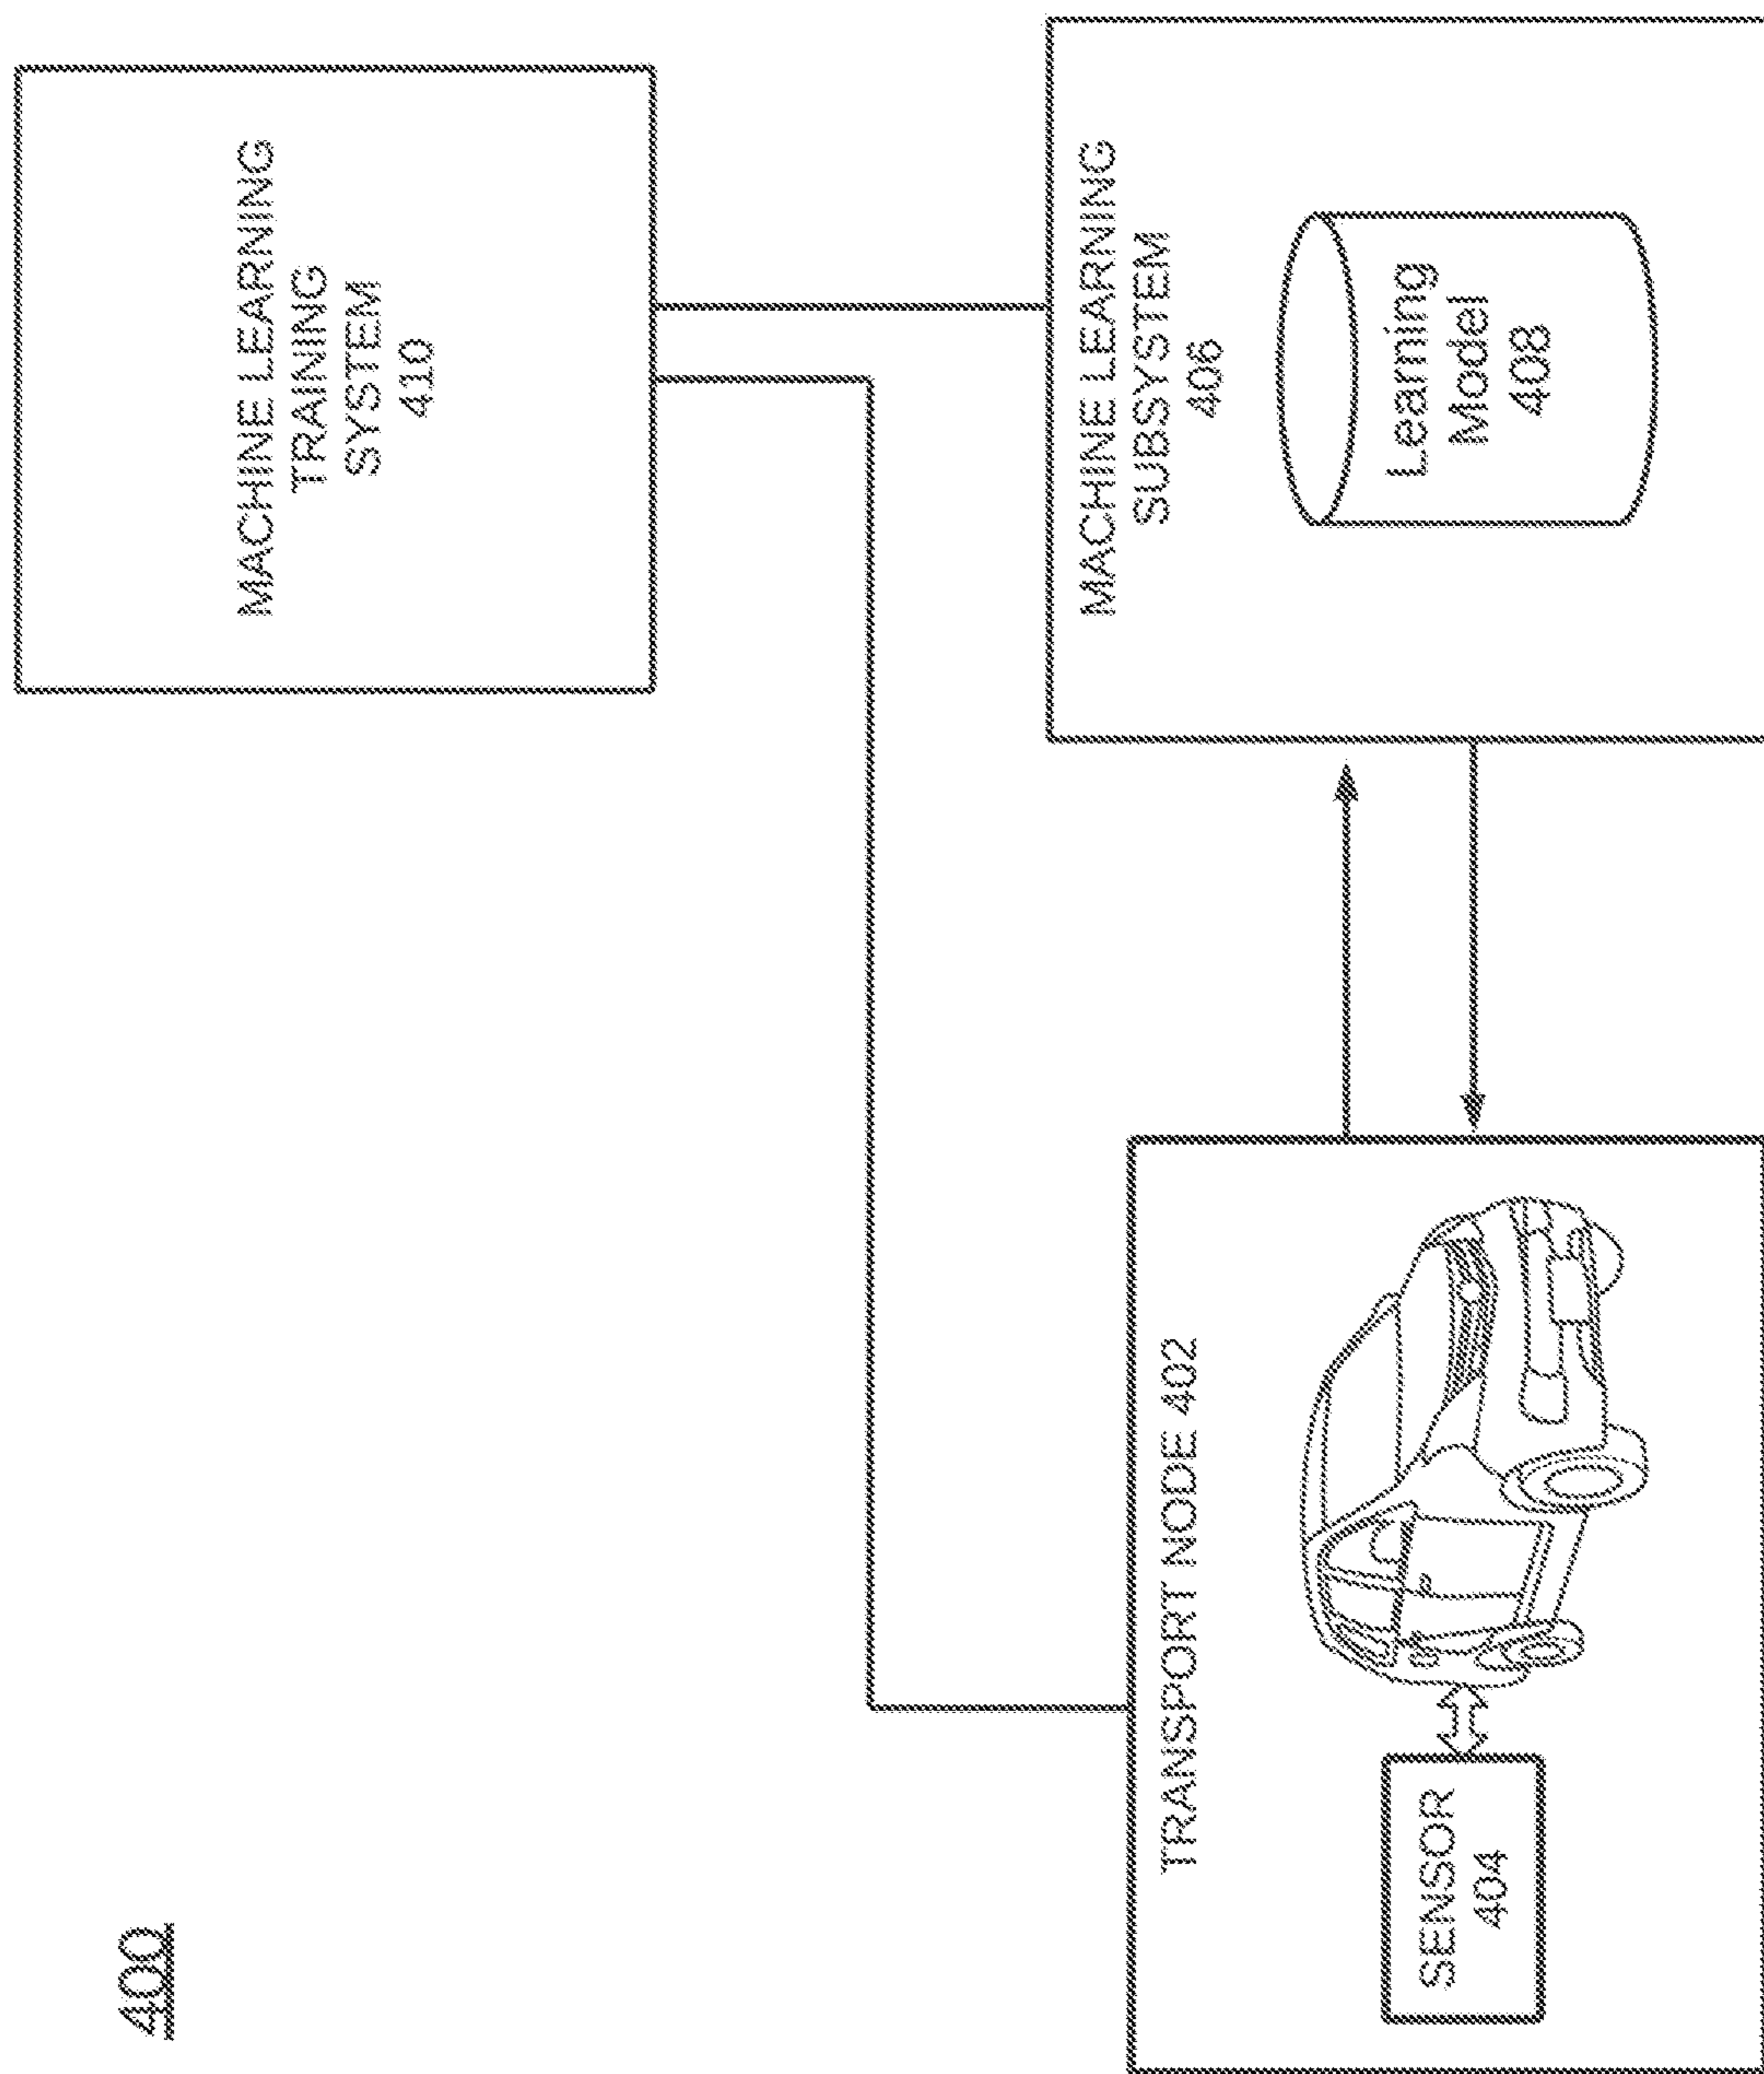 400
MACHINE LEARNING
TRAINING
SYSTEM
410
TRANSPORT NODE 402
SENSOR
404
MACHINE LEARNING
SUBSYSTEM
406
Learning
Model
408